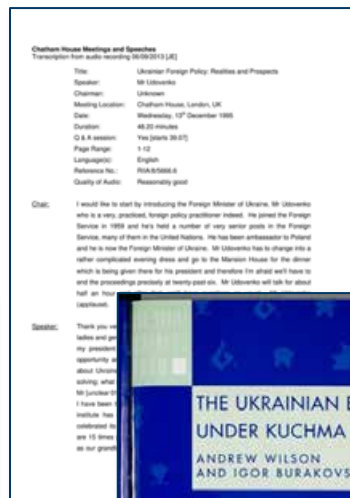 Chatham House Meetings and Speeches
Transcription from audio recording 06/09/2013 [JE]
Title: Ukrainian Foreign Policy: Realities and Prospects
Speaker: Mr Udovenko
Chairman: Unknown
Meeting Location: Chatham House, London, UK
Date: Wednesday, 13th December 1995
Duration: 48.20 minutes
Q & A session: Yes [starts 39.07]
Page Range: 1-12
Language(s): English
Reference No.: RIIA/8/5666.6
Quality of Audio: Reasonably good
Chair: I would like to start by introducing the Foreign Minister of Ukraine, Mr Udovenko
who is a very, practiced, foreign policy practitioner indeed. He joined the Foreign
Service in 1959 and he's held a number of very senior posts in the Foreign
Service, many of them in the United Nations. He has been ambassador to Poland
and he is now the Foreign Minister of Ukraine. Mr Udovenko has to change into a
rather complicated evening dress and go to the Mansion House for the dinner
which is being given there for his president and therefore I'm afraid we'll have to
end the proceedings precisely at twenty-past six. Mr Udovenko will talk for about
half an hour
(applause).
Speaker: Thank you
ladies and
my president
opportunity
about Ukraine
solving; what
Mr [unclear
I have been
institute has
celebrated its
are 15 times
as our
THE UKRAINIAN
UNDER KUCHMA
ANDREW WILSON
AND IGOR BURAKOVS